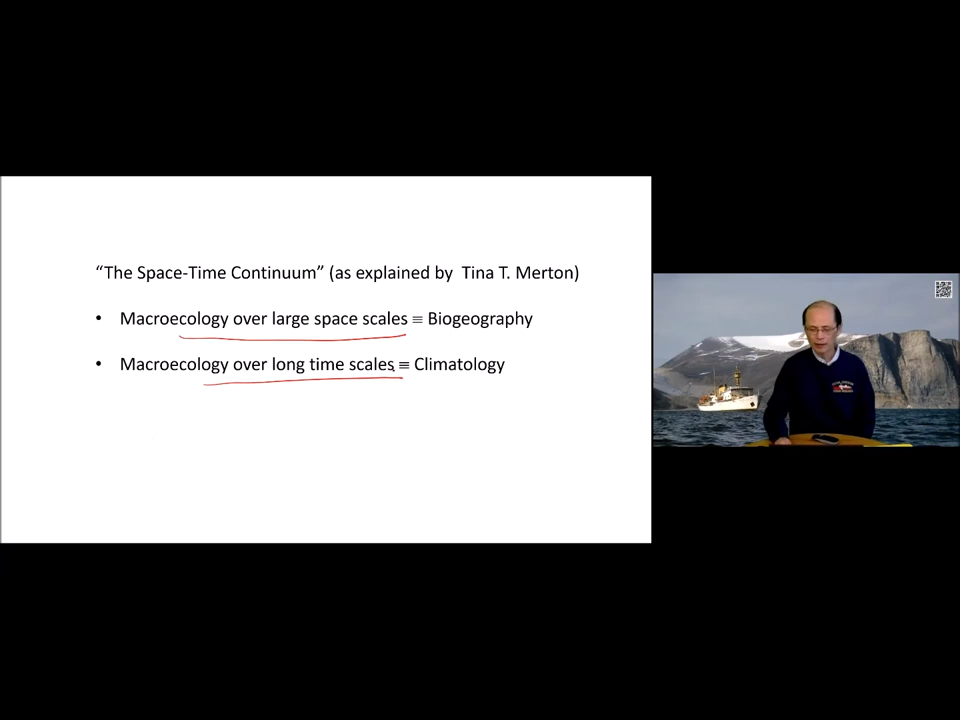 “The Space-Time Continuum” (as explained by  Tina T. Merton)
• Macroecology over large space scales ≡ Biogeography
• Macroecology over long time scales ≡ Climatology